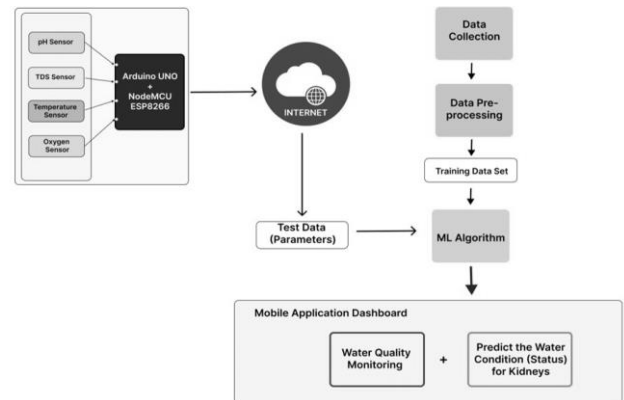 pH Sensor
TDS Sensor
Temperature
Sensor
Oxygen
Sensor
Arduino UNO
+
NodeMCU
ESP8266
INTERNET
Test Data
(Parameters)
Data
Collection
Data Pre-
processing
Training Data Set
ML Algorithm
Mobile Application Dashboard
Water Quality
Monitoring
+
Predict the Water
Condition (Status)
for Kidneys